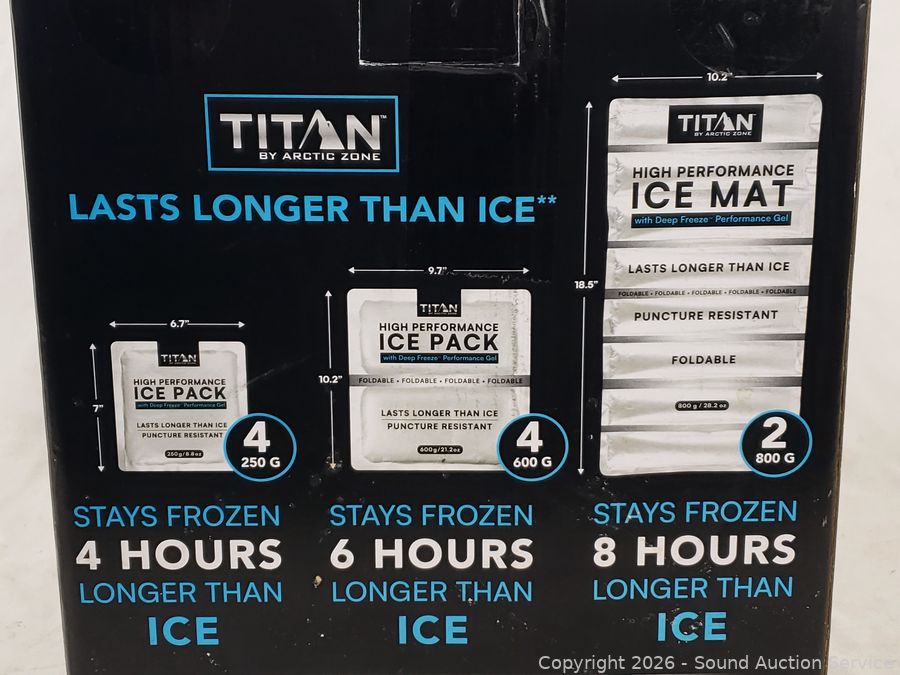 TITAN™
BY ARCTIC ZONE
LASTS LONGER THAN ICE**
6.7"
7"
TITAN
HIGH PERFORMANCE
ICE PACK
with Deep Freeze™ Performance Gel
LASTS LONGER THAN ICE
PUNCTURE RESISTANT
250g/8.8oz
4
250 G
STAYS FROZEN
4 HOURS
LONGER THAN
ICE
9.7"
10.2"
TITAN
HIGH PERFORMANCE
ICE PACK
with Deep Freeze™ Performance Gel
FOLDABLE • FOLDABLE • FOLDABLE • FOLDABLE
LASTS LONGER THAN ICE
PUNCTURE RESISTANT
600g/21.2oz
4
600 G
STAYS FROZEN
6 HOURS
LONGER THAN
ICE
10.2"
18.5"
TITAN
BY ARCTIC ZONE
HIGH PERFORMANCE
ICE MAT
with Deep Freeze™ Performance Gel
LASTS LONGER THAN ICE
FOLDABLE • FOLDABLE • FOLDABLE • FOLDABLE • FOLDABLE • FOLDABLE
PUNCTURE RESISTANT
FOLDABLE
800 g / 28.2 oz
2
800 G
STAYS FROZEN
8 HOURS
LONGER THAN
ICE
Copyright 2026 - Sound Auction Service